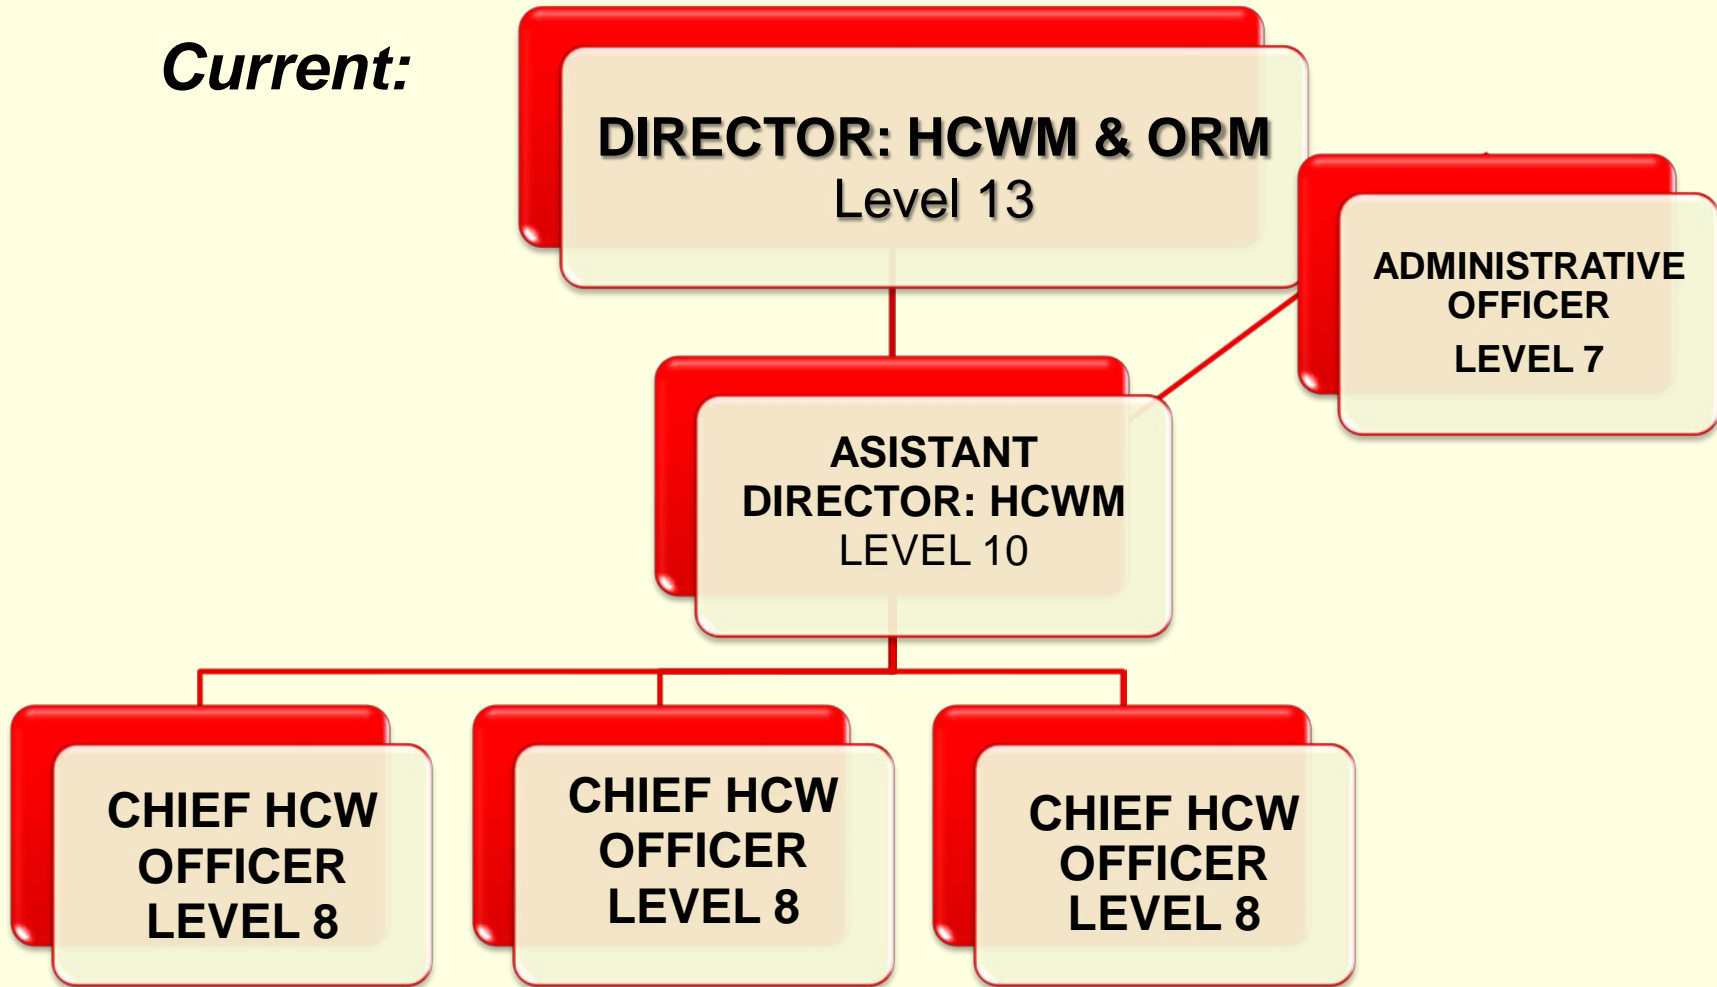 Current:
DIRECTOR: HCWM & ORM
Level 13
ADMINISTRATIVE
OFFICER
LEVEL 7
ASISTANT
DIRECTOR: HCWM
LEVEL 10
CHIEF HCW
OFFICER
LEVEL 8
CHIEF HCW
OFFICER
LEVEL 8
CHIEF HCW
OFFICER
LEVEL 8